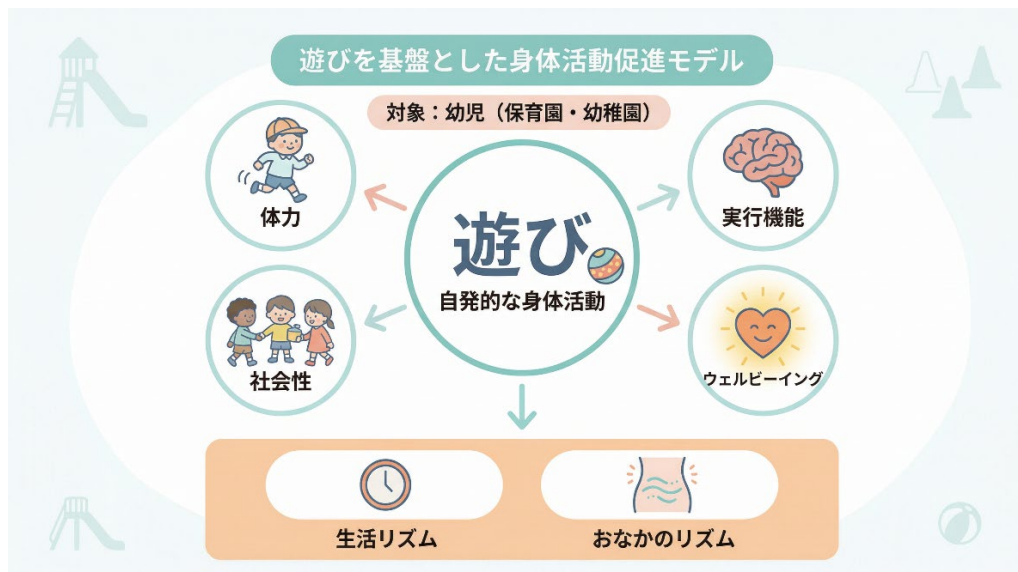 遊びを基盤とした身体活動促進モデル
対象：幼児（保育園・幼稚園）
体力
実行機能
遊び
自発的な身体活動
社会性
ウェルビーイング
生活リズム
おなかのリズム